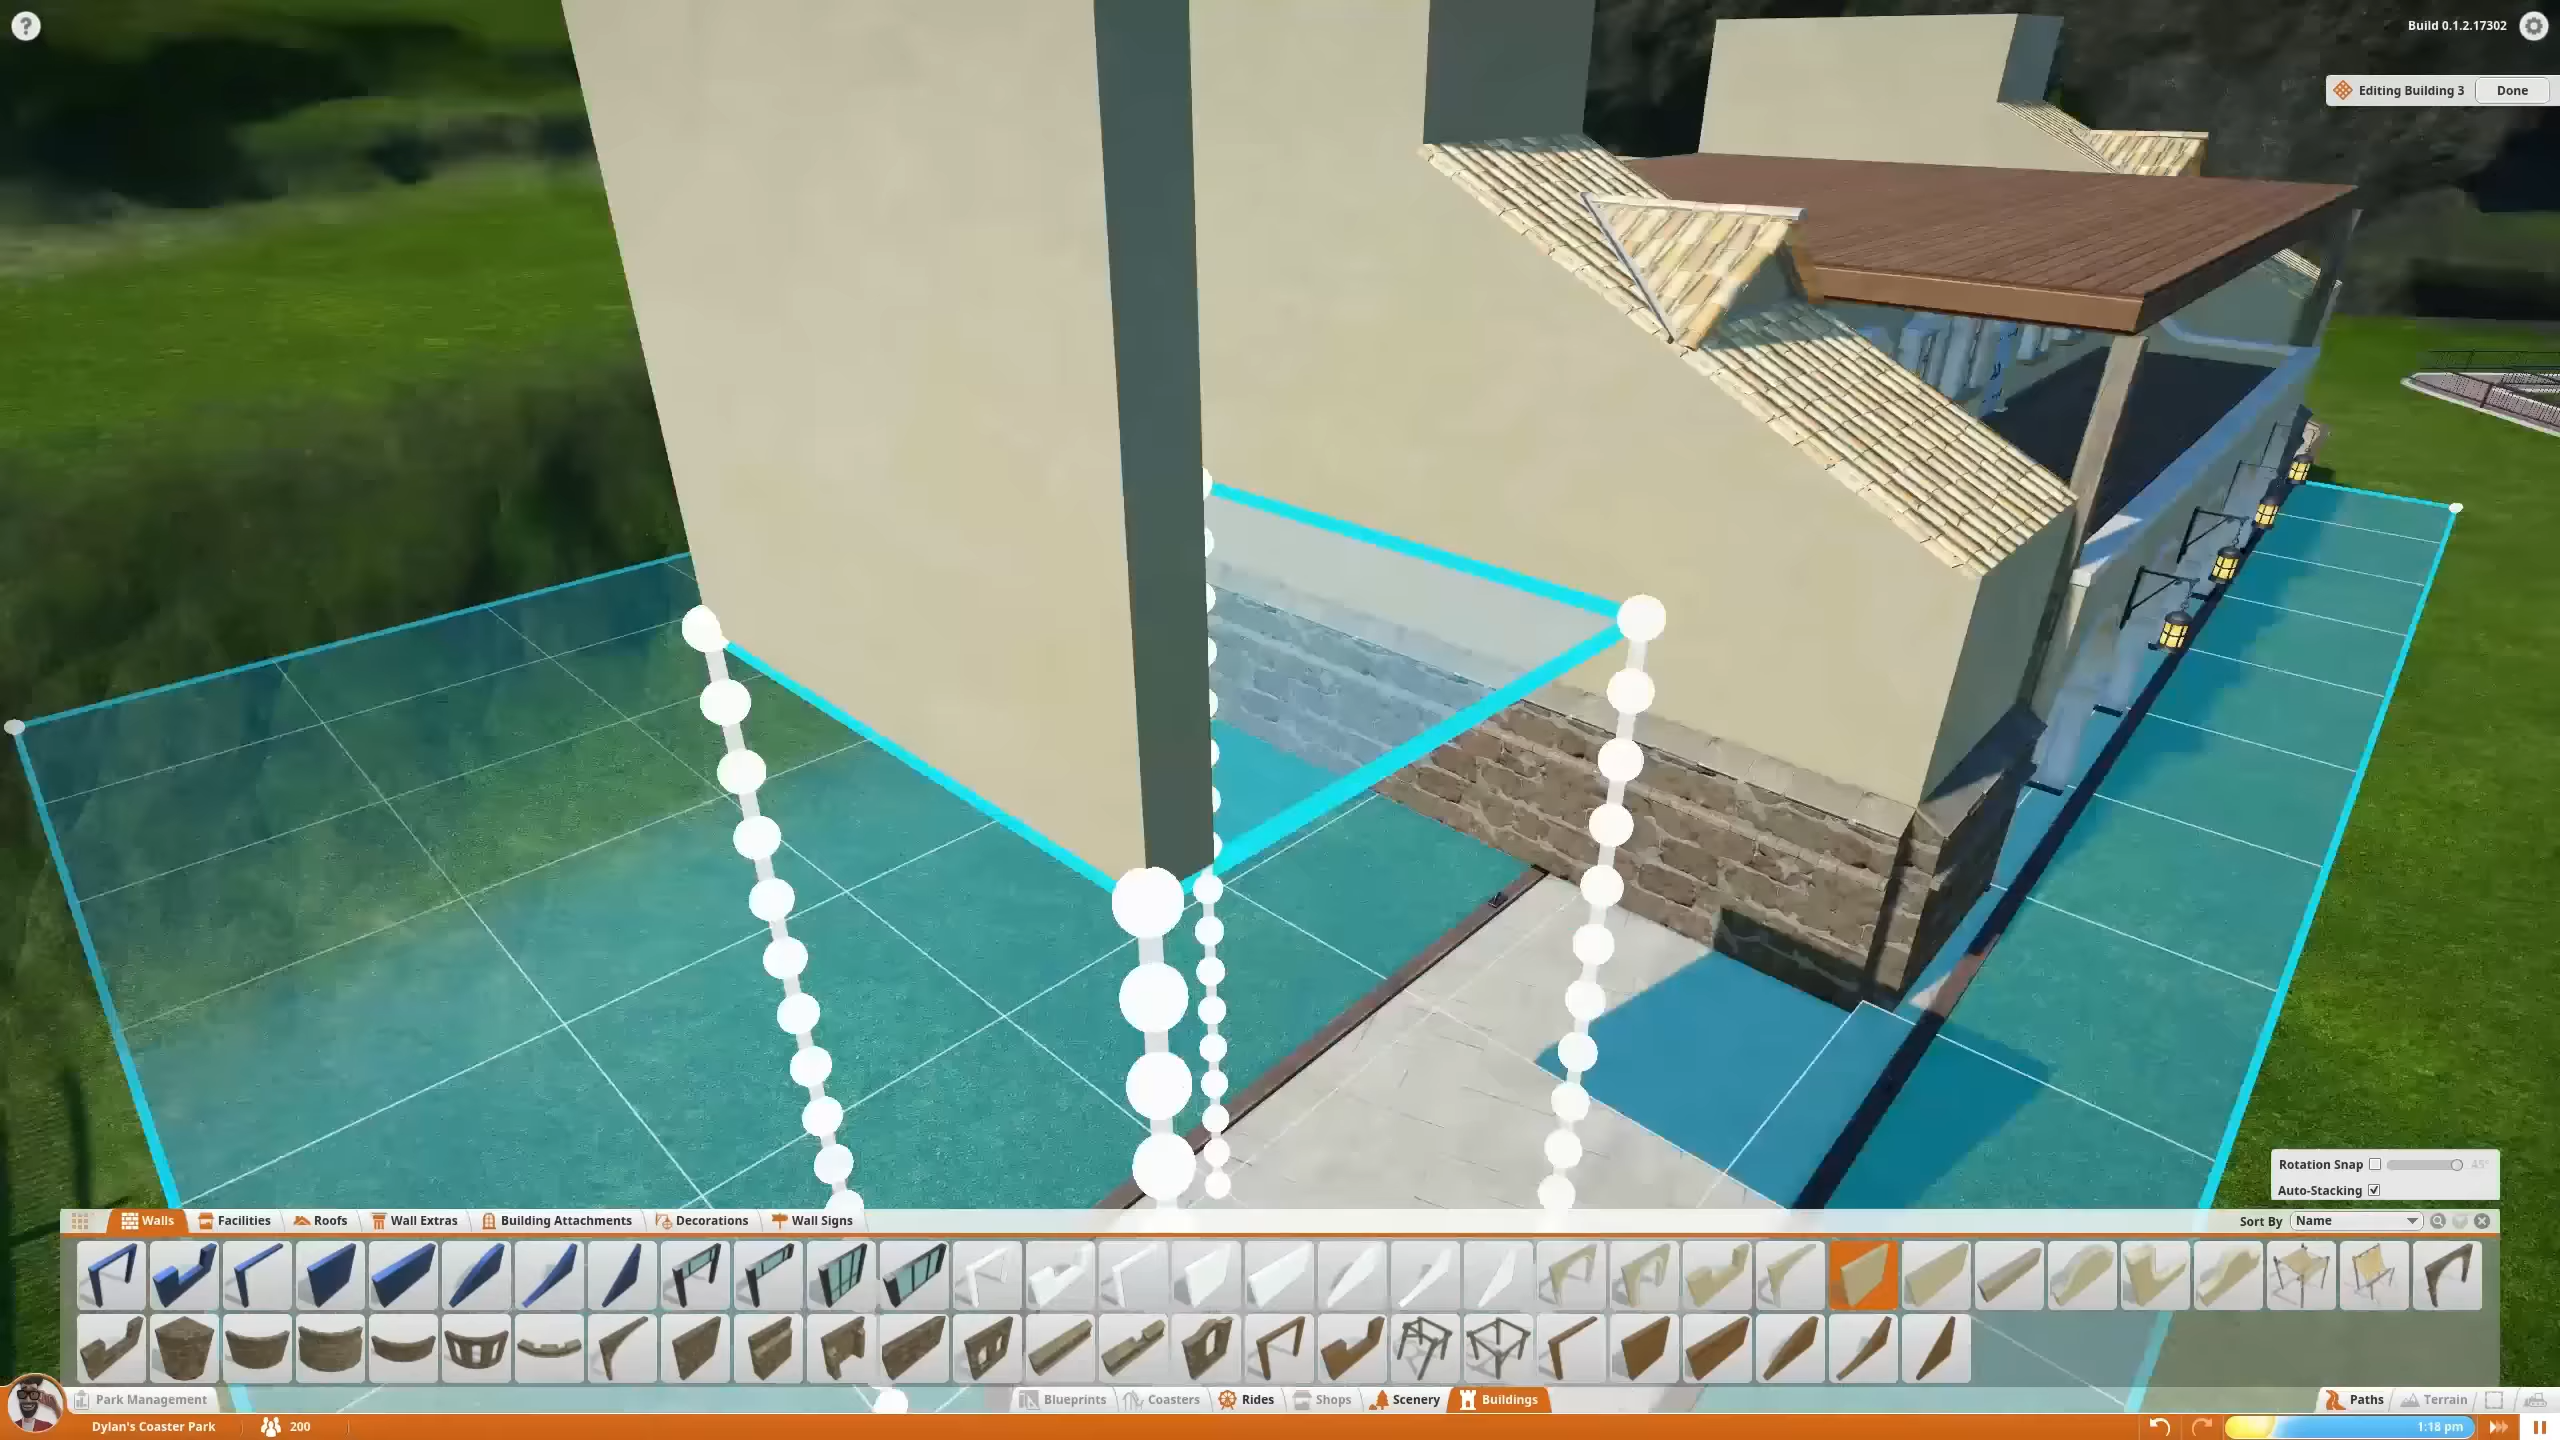 ?
Build 0.1.2.17302
Editing Building 3
Done
Rotation Snap
45°
Auto-Stacking
Walls
Facilities
Roofs
Wall Extras
Building Attachments
Decorations
Wall Signs
Sort By
Name
Park Management
Blueprints
Coasters
Rides
Shops
Scenery
Buildings
Paths
Terrain
Dylan's Coaster Park
200
1:18 pm